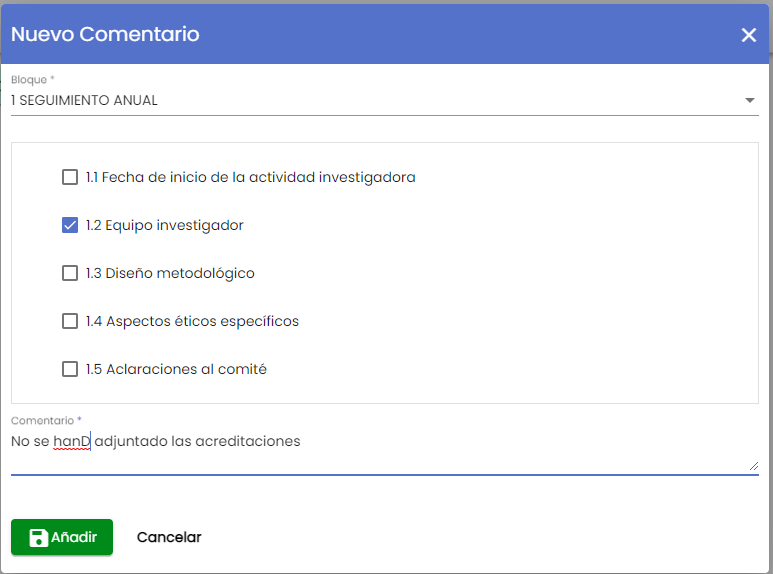 Nuevo Comentario
Bloque *
1 SEGUIMIENTO ANUAL
1.1 Fecha de inicio de la actividad investigadora
1.2 Equipo investigador
1.3 Diseño metodológico
1.4 Aspectos éticos específicos
1.5 Aclaraciones al comité
Comentario *
No se hanD adjuntado las acreditaciones
Añadir Cancelar